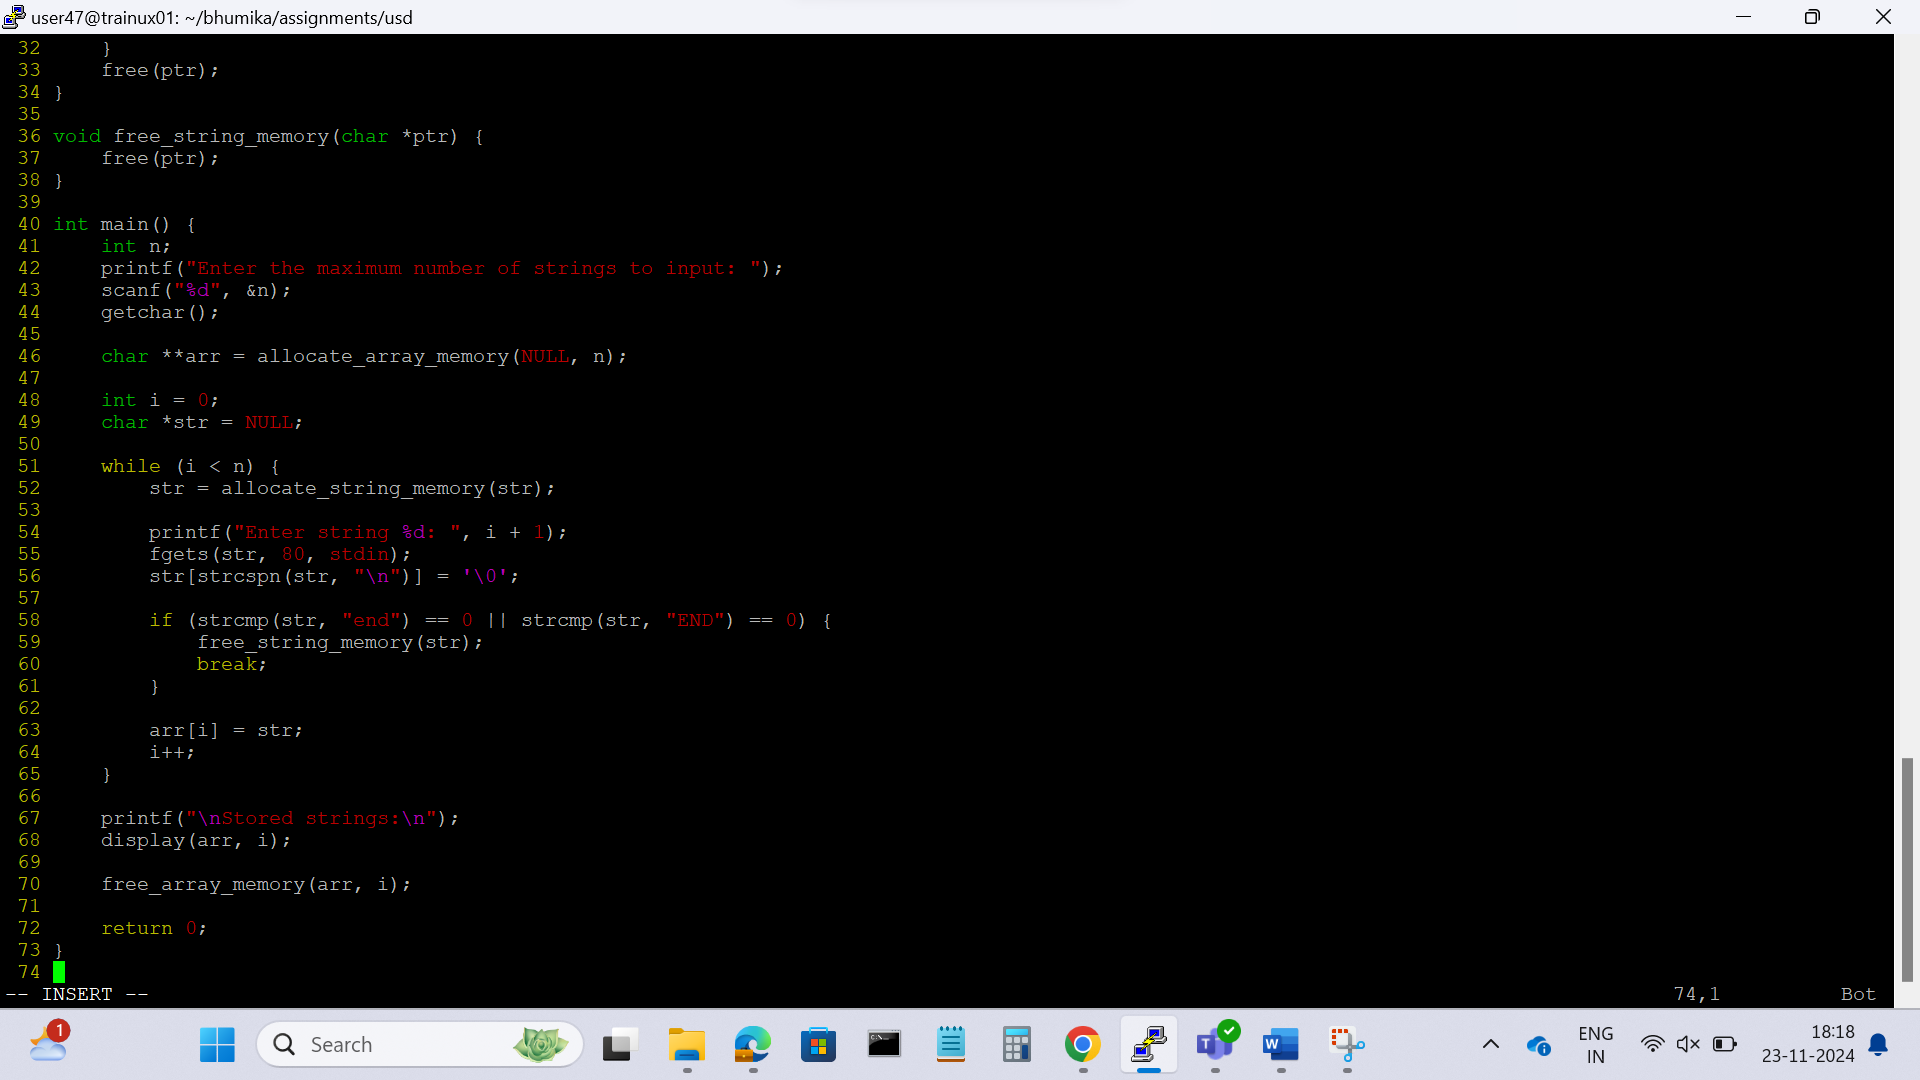 user47@trainux01: ~/bhumika/assignments/usd
32     }
33     free(ptr);
34 }
35
36 void free_string_memory(char *ptr) {
37     free(ptr);
38 }
39
40 int main() {
41     int n;
42     printf("Enter the maximum number of strings to input: ");
43     scanf("%d", &n);
44     getchar();
45
46     char **arr = allocate_array_memory(NULL, n);
47
48     int i = 0;
49     char *str = NULL;
50
51     while (i < n) {
52         str = allocate_string_memory(str);
53
54         printf("Enter string %d: ", i + 1);
55         fgets(str, 80, stdin);
56         str[strcspn(str, "\n")] = '\0';
57
58         if (strcmp(str, "end") == 0 || strcmp(str, "END") == 0) {
59             free_string_memory(str);
60             break;
61         }
62
63         arr[i] = str;
64         i++;
65     }
66
67     printf("\nStored strings:\n");
68     display(arr, i);
69
70     free_array_memory(arr, i);
71
72     return 0;
73 }
74
-- INSERT -- 74,1 Bot
1
Search
ENG
IN
18:18
23-11-2024